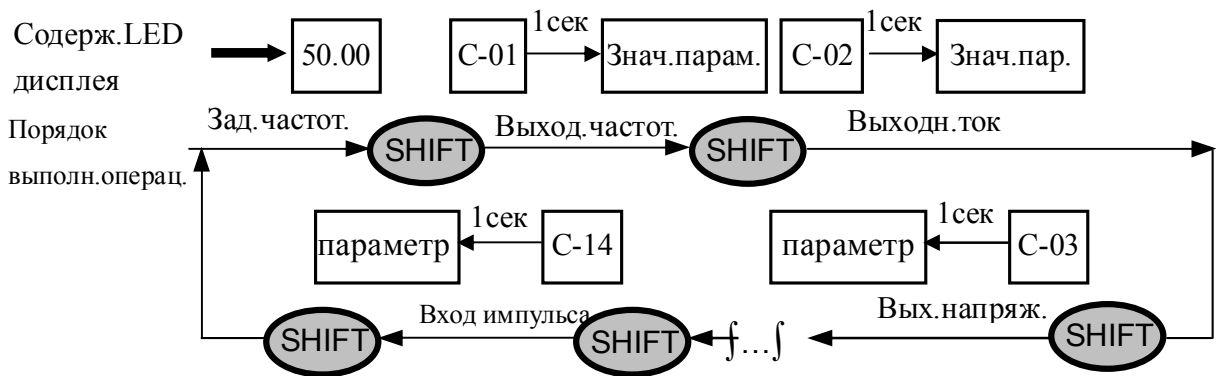 Содерж.LED
дисплея
50.00
С-01
1сек
Знач.парам.
С-02
1сек
Знач.пар.
Порядок
выполн.операц.
Зад.частот.
SHIFT
Выход.частот.
SHIFT
Выходн.ток
параметр
1сек
С-14
параметр
1сек
С-03
SHIFT
Вход импульса
SHIFT
∫...∫
Вых.напряж.
SHIFT